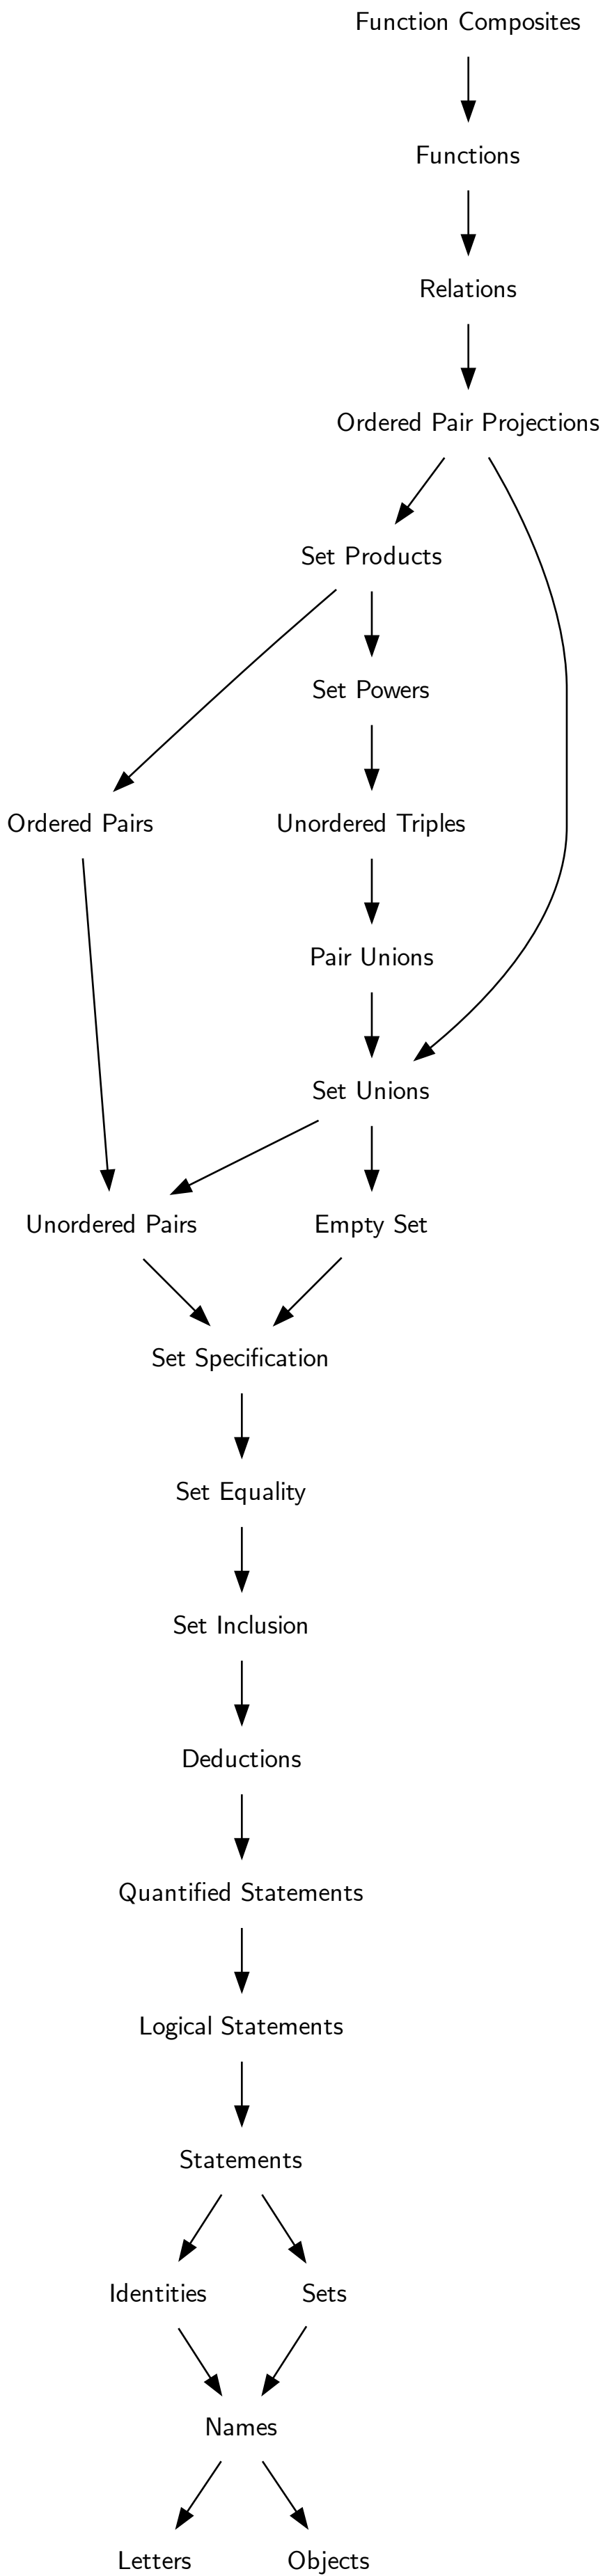 Function Composites
Functions
Relations
Ordered Pair Projections
Set Products
Set Powers
Ordered Pairs
Unordered Triples
Pair Unions
Set Unions
Unordered Pairs
Empty Set
Set Specification
Set Equality
Set Inclusion
Deductions
Quantified Statements
Logical Statements
Statements
Identities
Sets
Names
Letters
Objects